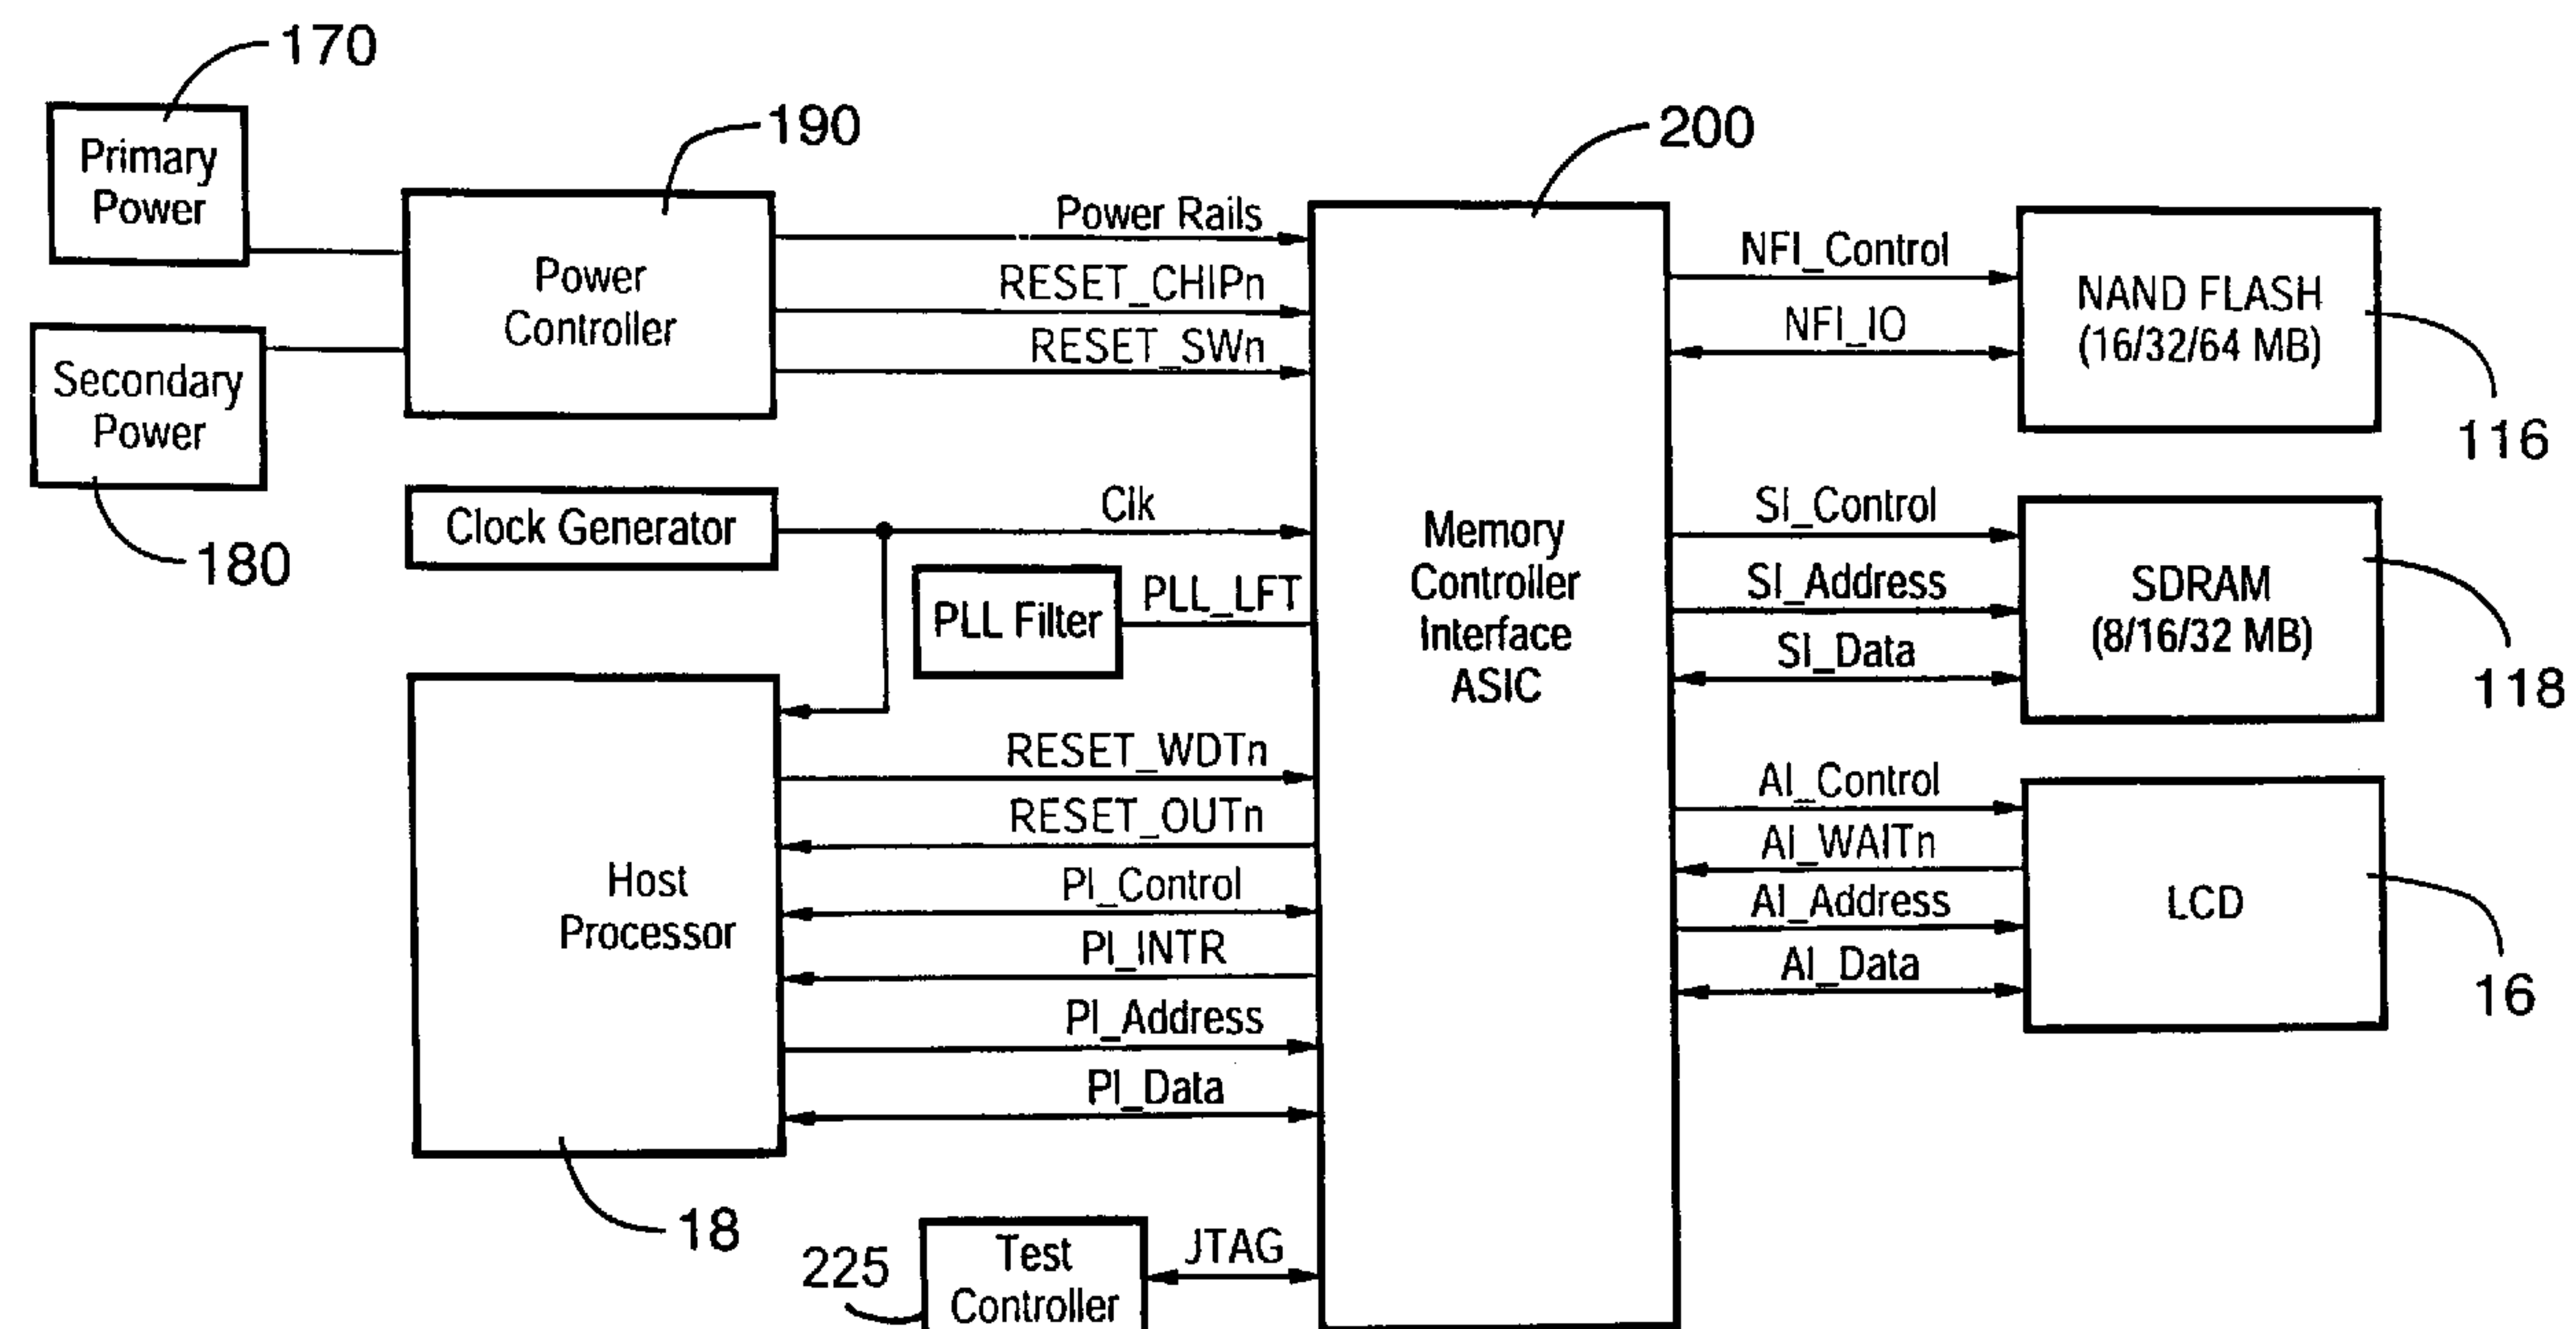 170
Primary
Power
190
Power
Controller
Secondary
Power
180
Power Rails
RESET_CHIPn
RESET_SWn
200
Clock Generator
Clk
PLL Filter
PLL_LFT
Host
Processor
18
RESET_WDTn
RESET_OUTn
PI_Control
PI_INTR
PI_Address
PI_Data
225
Test
Controller
JTAG
Memory
Controller
Interface
ASIC
NFI_Control
NFI_IO
NAND FLASH
(16/32/64 MB)
116
SI_Control
SI_Address
SI_Data
SDRAM
(8/16/32 MB)
118
AI_Control
AI_WAITn
AI_Address
AI_Data
LCD
16